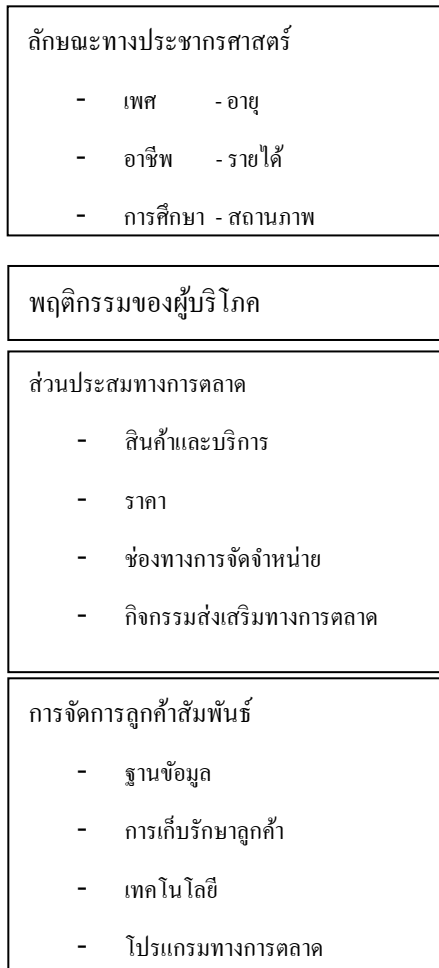 ลักษณะทางประชากรศาสตร์
- เพศ - อายุ
- อาชีพ - รายได้
- การศึกษา - สถานภาพ
พฤติกรรมของผู้บริโภค
ส่วนประสมทางการตลาด
- สินค้าและบริการ
- ราคา
- ช่องทางการจัดจำหน่าย
- กิจกรรมส่งเสริมทางการตลาด
การจัดการลูกค้าสัมพันธ์
- ฐานข้อมูล
- การเก็บรักษาลูกค้า
- เทคโนโลยี
- โปรแกรมทางการตลาด